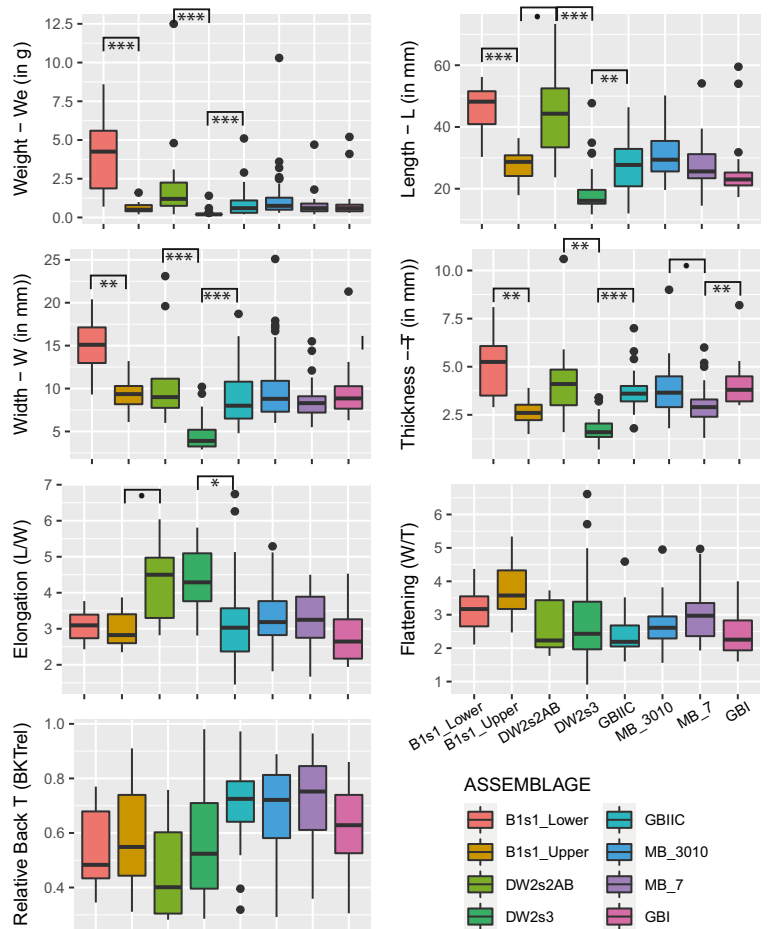 Weight − We (in g)
12.5
10.0
7.5
5.0
2.5
0.0
***
***
***
Length − L (in mm)
60
40
20
***
•
***
**
Width − W (in mm))
25
20
15
10
5
**
***
***
Thickness −-T (in mm))
10.0
7.5
5.0
2.5
**
**
***
•
**
Elongation (L/W)
7
6
5
4
3
2
•
*
Flattening (W/T)
6
5
4
3
2
1
B1s1_Lower
B1s1_Upper
DW2s2AB
DW2s3
GBIIC
MB_3010
MB_7
GBI
Relative Back T (BKTrel)
1.0
0.8
0.6
0.4
ASSEMBLAGE
B1s1_Lower
GBIIC
B1s1_Upper
MB_3010
DW2s2AB
MB_7
DW2s3
GBI